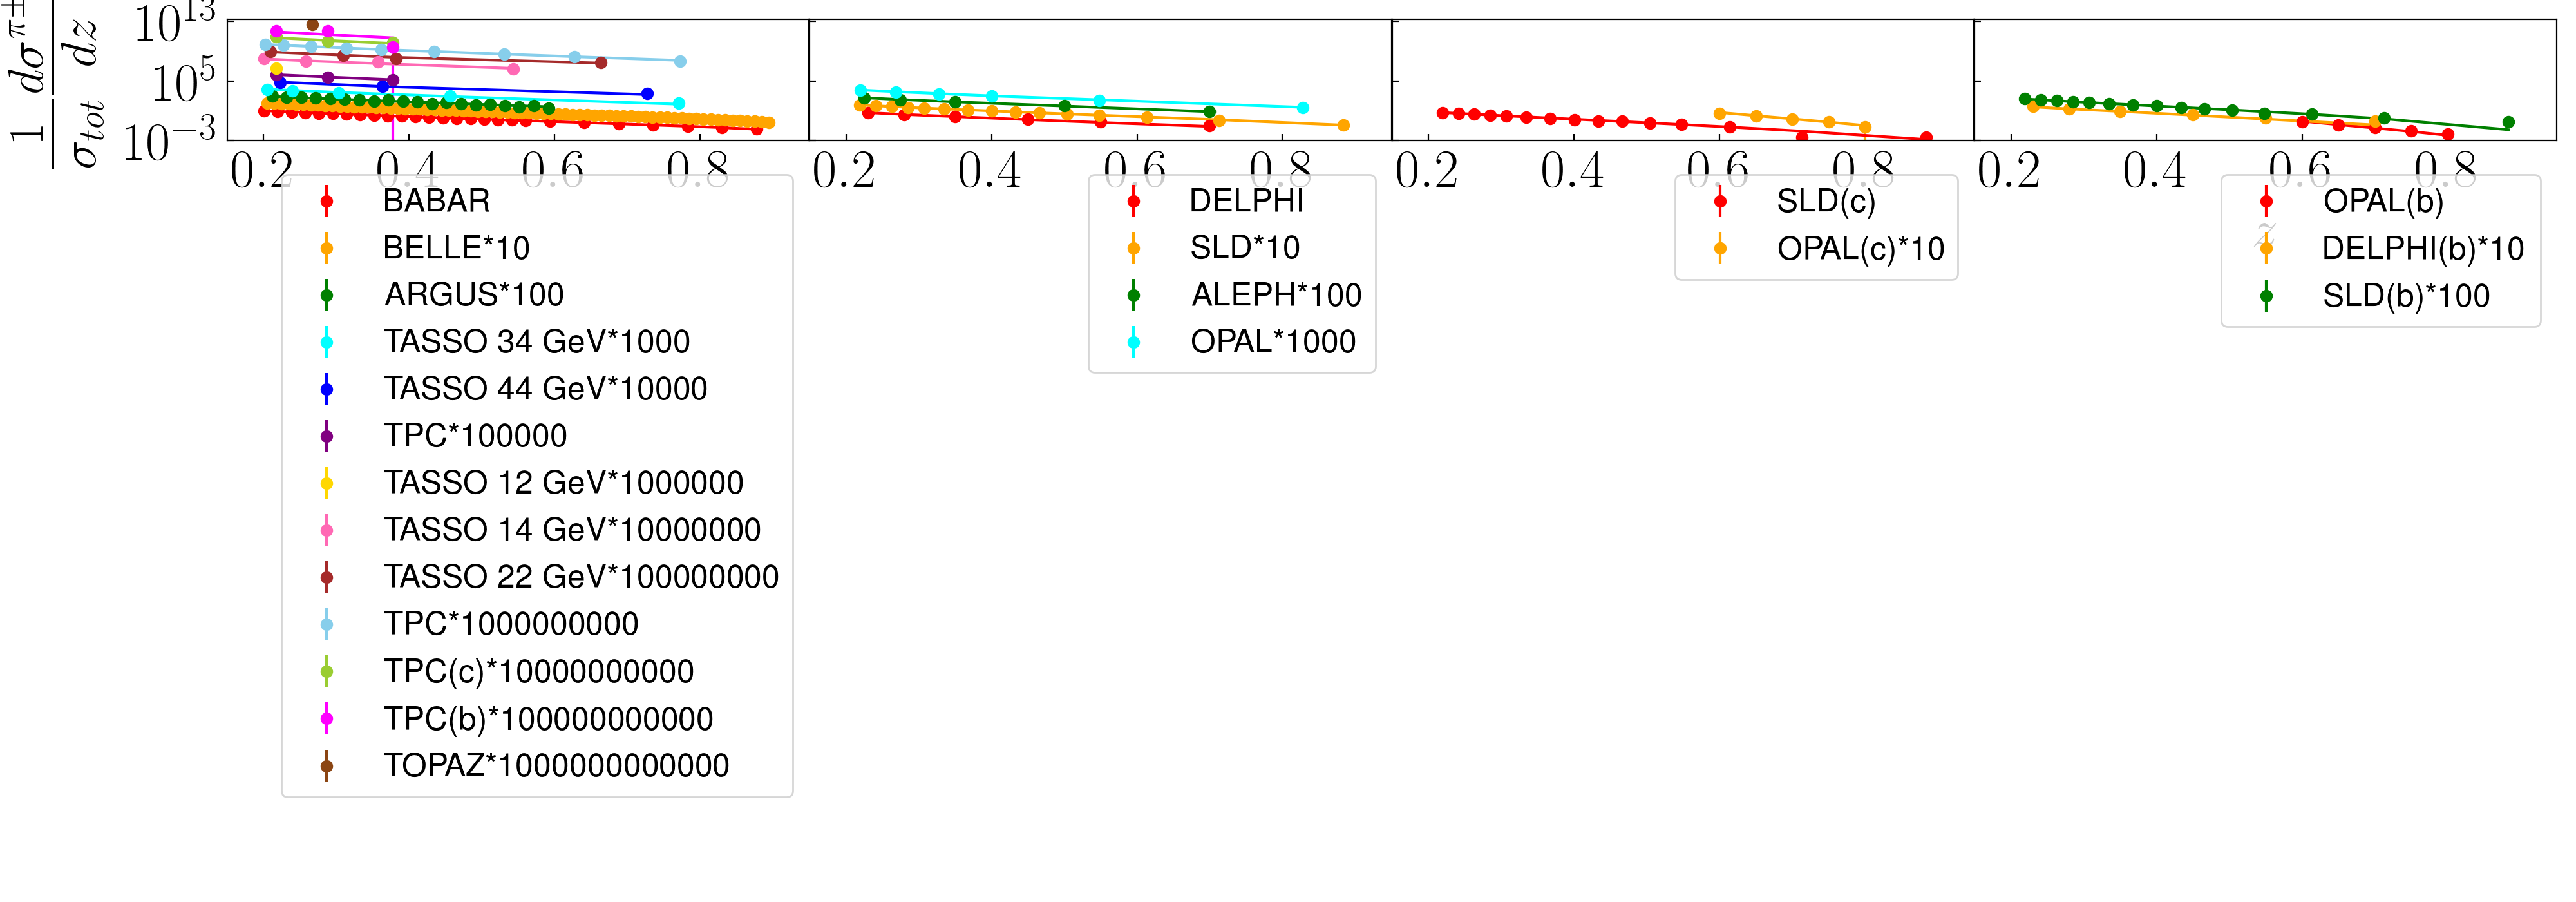 10^13
10^5
10^-3
1/σ_tot dσ^π±/dz
0.2 0.4 0.6 0.8
0.2 0.4 0.6 0.8
0.2 0.4 0.6 0.8
0.2 0.4 0.6 0.8
BABAR
BELLE*10
ARGUS*100
TASSO 34 GeV*1000
TASSO 44 GeV*10000
TPC*100000
TASSO 12 GeV*1000000
TASSO 14 GeV*10000000
TASSO 22 GeV*100000000
TPC*1000000000
TPC(c)*10000000000
TPC(b)*100000000000
TOPAZ*1000000000000
DELPHI
SLD*10
ALEPH*100
OPAL*1000
SLD(c)
OPAL(c)*10
OPAL(b)
z
DELPHI(b)*10
SLD(b)*100